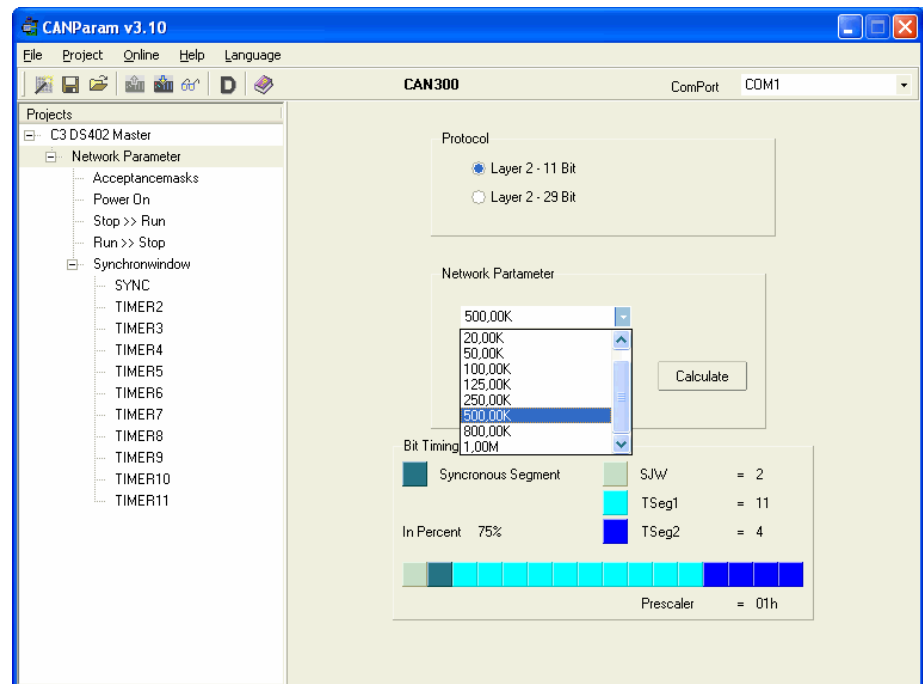 CANParam v3.10
File Project Online Help Language
D CAN300 ComPort COM1
Projects
C3 DS402 Master
Network Parameter
Acceptancemasks
Power On
Stop >> Run
Run >> Stop
Synchronwindow
SYNC
TIMER2
TIMER3
TIMER4
TIMER5
TIMER6
TIMER7
TIMER8
TIMER9
TIMER10
TIMER11
Protocol
Layer 2 - 11 Bit
Layer 2 - 29 Bit
Network Partameter
500,00K
20,00K
50,00K
100,00K
125,00K
250,00K
500,00K
800,00K
1,00M
Calculate
Bit Timing
Syncronous Segment SJW = 2
TSeg1 = 11
In Percent 75% TSeg2 = 4
Prescaler = 01h